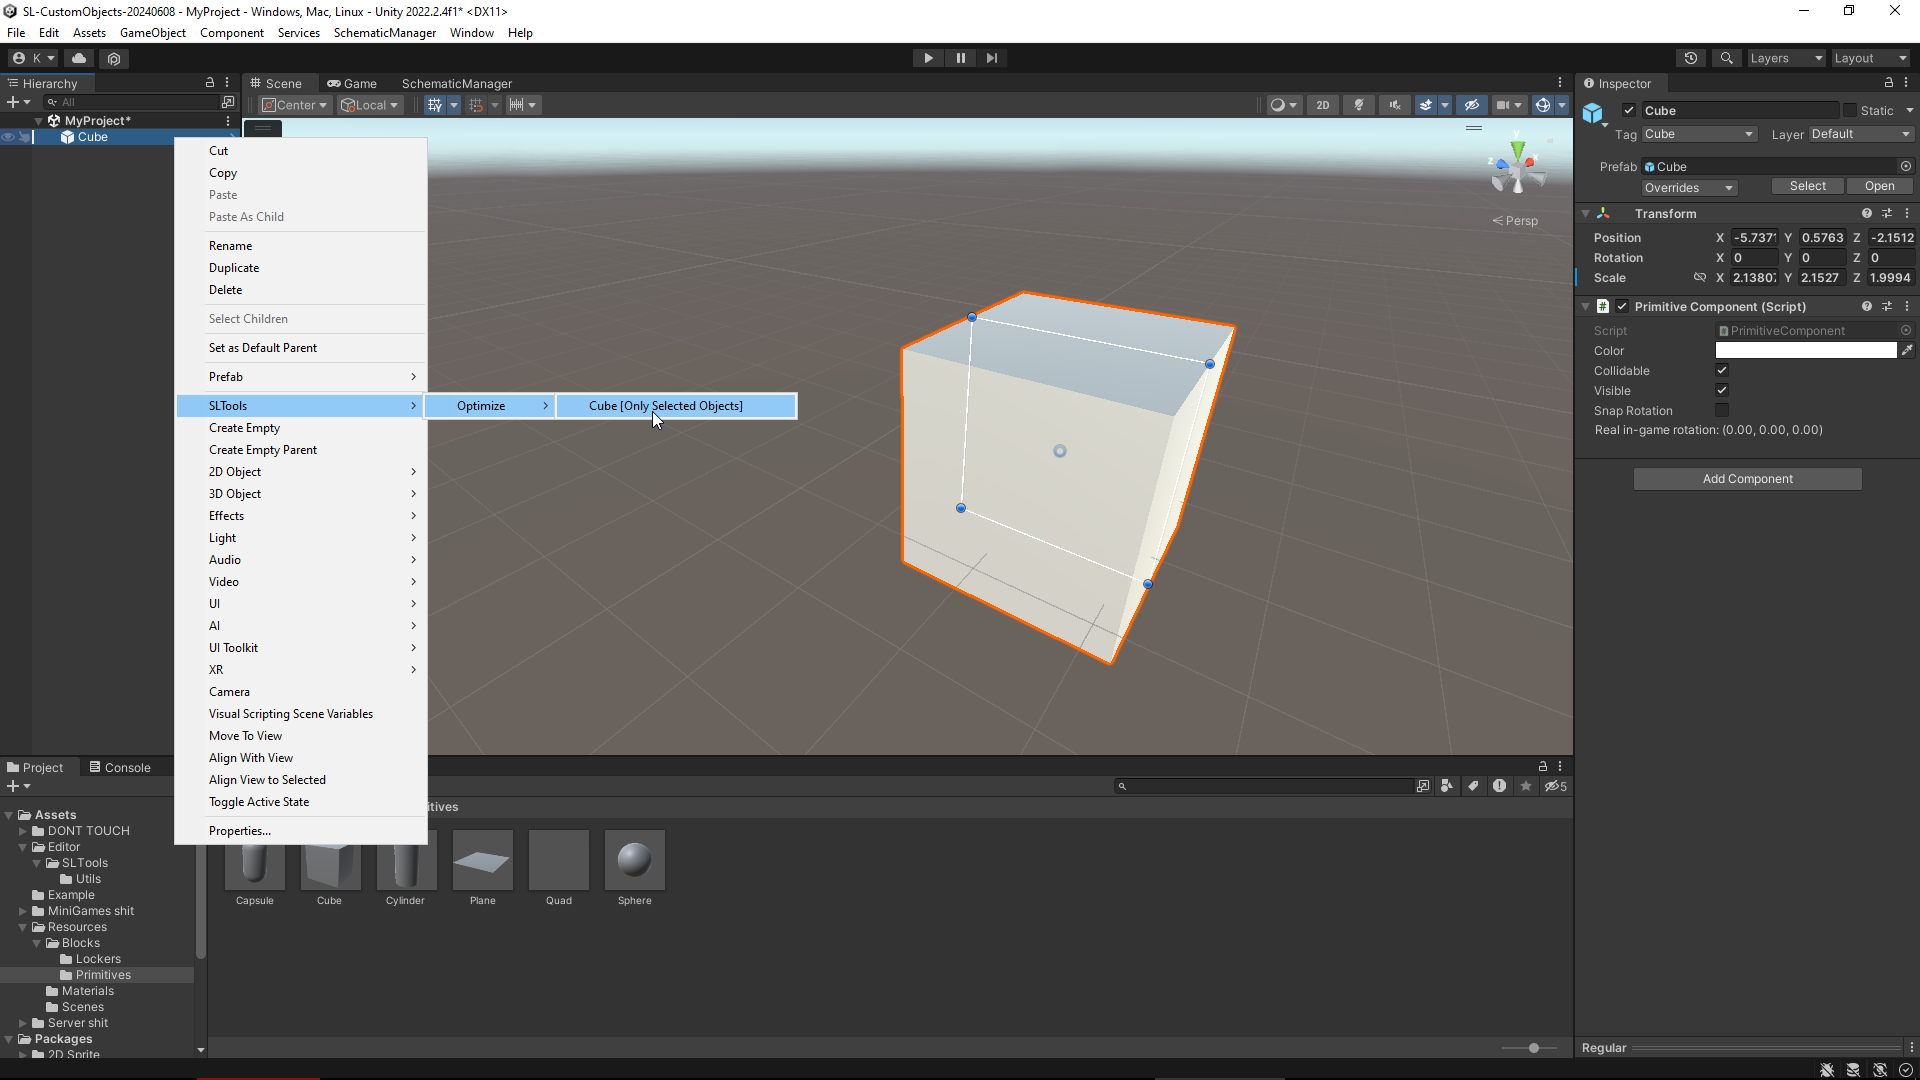 SL-CustomObjects-20240608 - MyProject - Windows, Mac, Linux - Unity 2022.2.4f1* <DX11>
File Edit Assets GameObject Component Services SchematicManager Window Help
K Layers Layout
Hierarchy
All
MyProject*
Cube
Cut
Copy
Paste
Paste As Child
Rename
Duplicate
Delete
Select Children
Set as Default Parent
Prefab
SLTools
Optimize
Cube [Only Selected Objects]
Create Empty
Create Empty Parent
2D Object
3D Object
Effects
Light
Audio
Video
UI
AI
UI Toolkit
XR
Camera
Visual Scripting Scene Variables
Move To View
Align With View
Align View to Selected
Toggle Active State
Properties...
Scene Game SchematicManager
Center Local 2D
y
z x
Persp
Inspector
Cube Static
Tag Cube Layer Default
Prefab Cube
Overrides Select Open
Transform
Position X -5.737 Y 0.5763 Z -2.1512
Rotation X 0 Y 0 Z 0
Scale X 2.1380 Y 2.1527 Z 1.9994
# Primitive Component (Script)
Script PrimitiveComponent
Color
Collidable
Visible
Snap Rotation
Real in-game rotation: (0.00, 0.00, 0.00)
Add Component
Regular
Project Console
5
Assets
DONT TOUCH
Editor
SLTools
Utils
Example
MiniGames shit
Resources
Blocks
Lockers
Primitives
Materials
Scenes
Server shit
Packages
2D Sprite
itives
Capsule Cube Cylinder Plane Quad Sphere